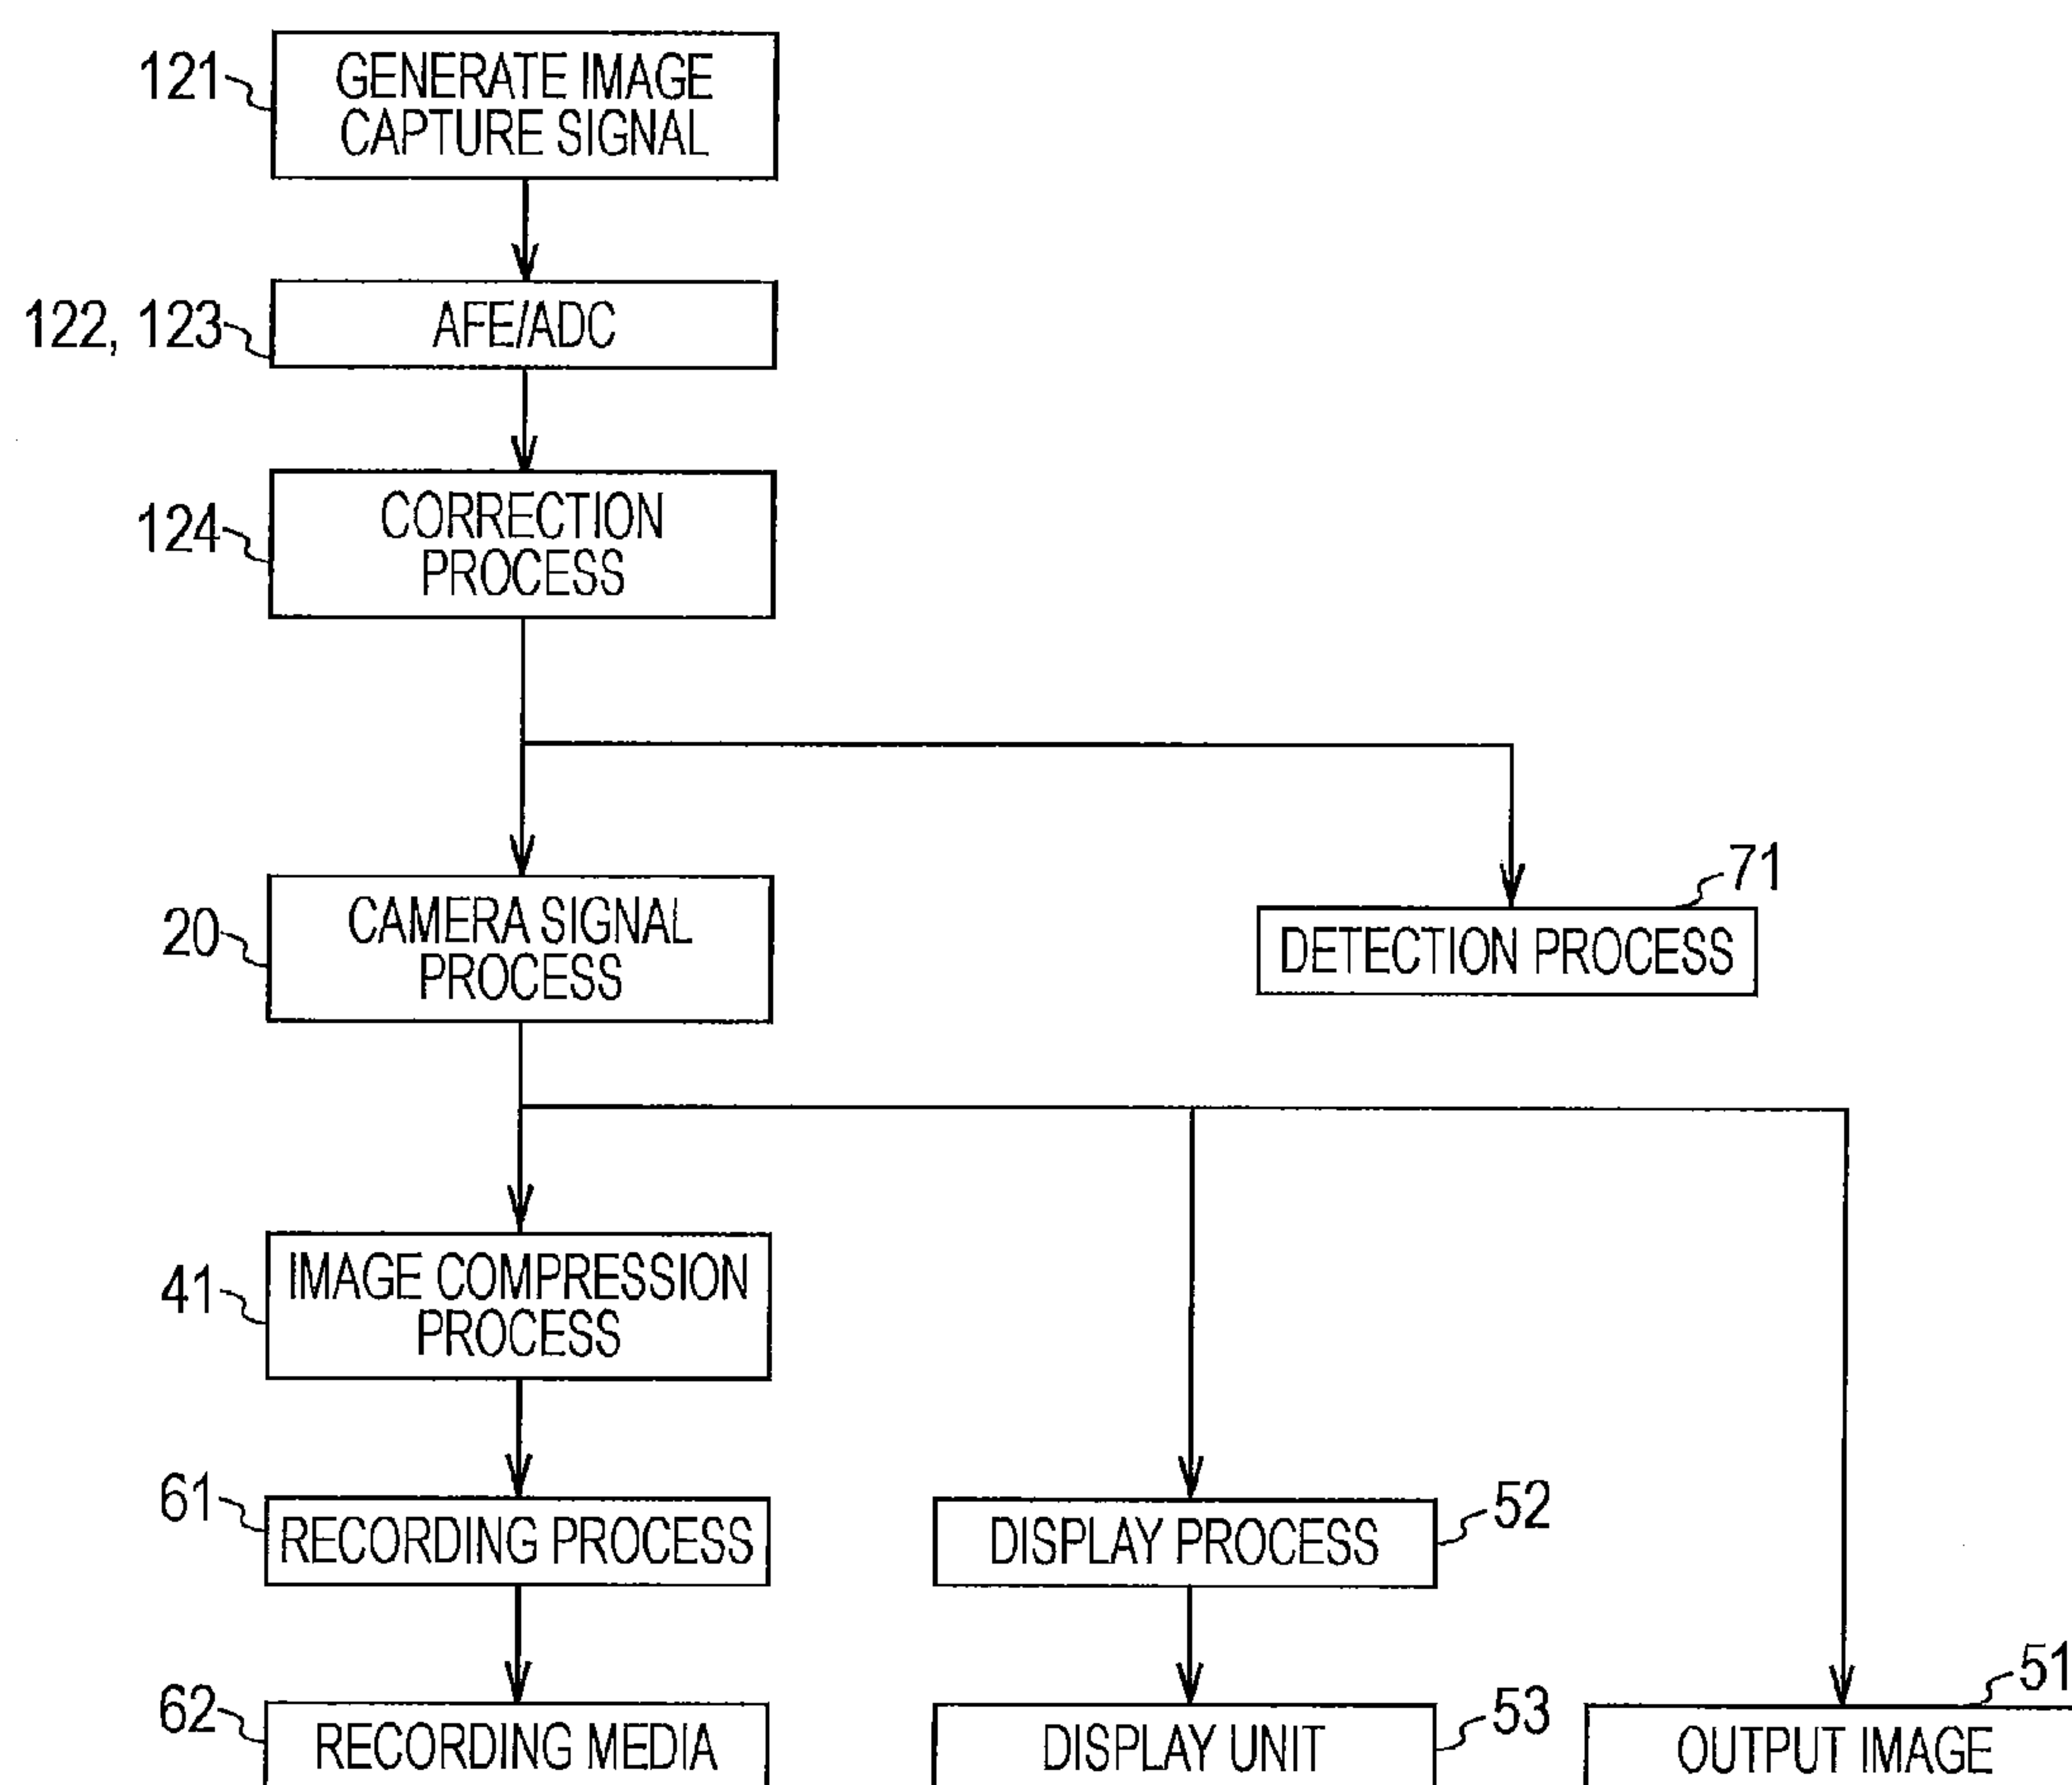 121
GENERATE IMAGE
CAPTURE SIGNAL
122, 123
AFE/ADC
124
CORRECTION
PROCESS
20
CAMERA SIGNAL
PROCESS
71
DETECTION PROCESS
41
IMAGE COMPRESSION
PROCESS
61
RECORDING PROCESS
DISPLAY PROCESS
52
62
RECORDING MEDIA
DISPLAY UNIT
53
51
OUTPUT IMAGE